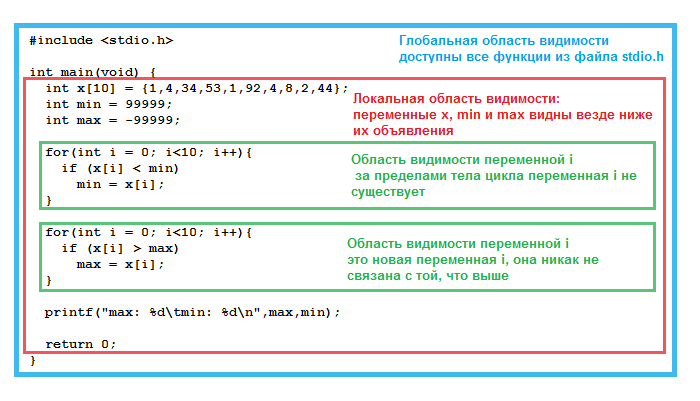 #include <stdio.h>
Глобальная область видимости
доступны все функции из файла stdio.h
int main(void) {
int x[10] = {1,4,34,53,1,92,4,8,2,44};
int min = 99999;
int max = -99999;
Локальная область видимости:
переменные x, min и max видны везде ниже
их объявления
for(int i = 0; i<10; i++){
if (x[i] < min)
min = x[i];
}
Область видимости переменной i
за пределами тела цикла переменная i не
существует
for(int i = 0; i<10; i++){
if (x[i] > max)
max = x[i];
}
Область видимости переменной i
это новая переменная i, она никак не
связана с той, что выше
printf("max: %d\tmin: %d\n",max,min);
return 0;
}